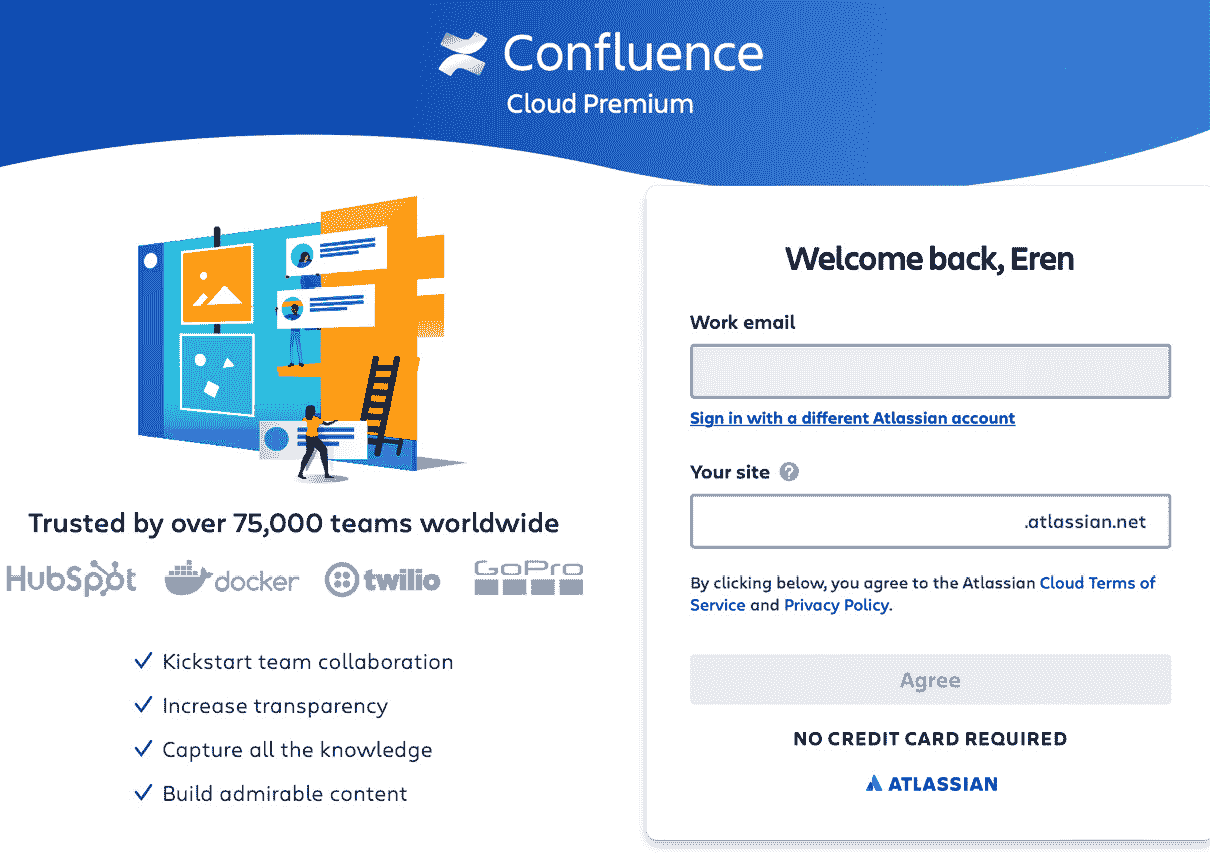 Confluence
Cloud Premium
Trusted by over 75,000 teams worldwide
HubSpot docker twilio GoPro
Kickstart team collaboration
Increase transparency
Capture all the knowledge
Build admirable content
Welcome back, Eren
Work email
Sign in with a different Atlassian account
Your site ?
.atlassian.net
By clicking below, you agree to the Atlassian Cloud Terms of
Service and Privacy Policy.
Agree
NO CREDIT CARD REQUIRED
ATLASSIAN